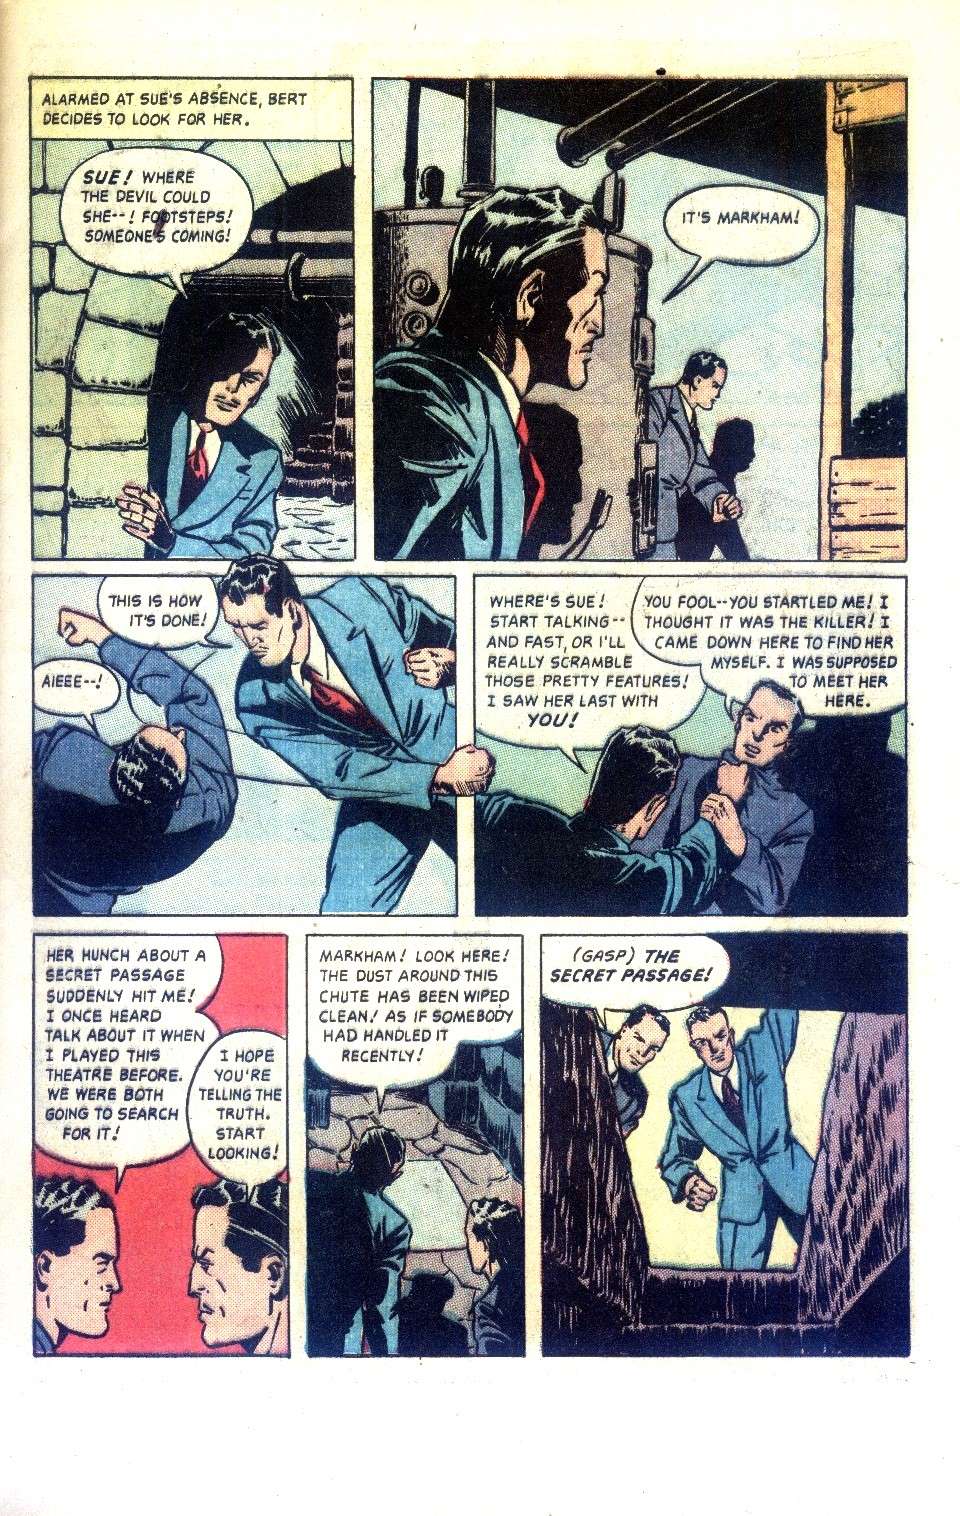 ALARMED AT SUE'S ABSENCE, BERT
DECIDES TO LOOK FOR HER.
SUE! WHERE
THE DEVIL COULD
SHE--! FOOTSTEPS!
SOMEONE'S COMING!
IT'S MARKHAM!
THIS IS HOW
IT'S DONE!
AIEEE--!
WHERE'S SUE!
START TALKING--
AND FAST, OR I'LL
REALLY SCRAMBLE
THOSE PRETTY FEATURES!
I SAW HER LAST WITH
YOU!
YOU FOOL--YOU STARTLED ME! I
THOUGHT IT WAS THE KILLER! I
CAME DOWN HERE TO FIND HER
MYSELF. I WAS SUPPOSED
TO MEET HER
HERE.
HER HUNCH ABOUT A
SECRET PASSAGE
SUDDENLY HIT ME!
I ONCE HEARD
TALK ABOUT IT WHEN
I PLAYED THIS
THEATRE BEFORE.
WE WERE BOTH
GOING TO SEARCH
FOR IT!
I HOPE
YOU'RE
TELLING THE
TRUTH.
START
LOOKING!
MARKHAM! LOOK HERE!
THE DUST AROUND THIS
CHUTE HAS BEEN WIPED
CLEAN! AS IF SOMEBODY
HAD HANDLED IT
RECENTLY!
(GASP) THE
SECRET PASSAGE!